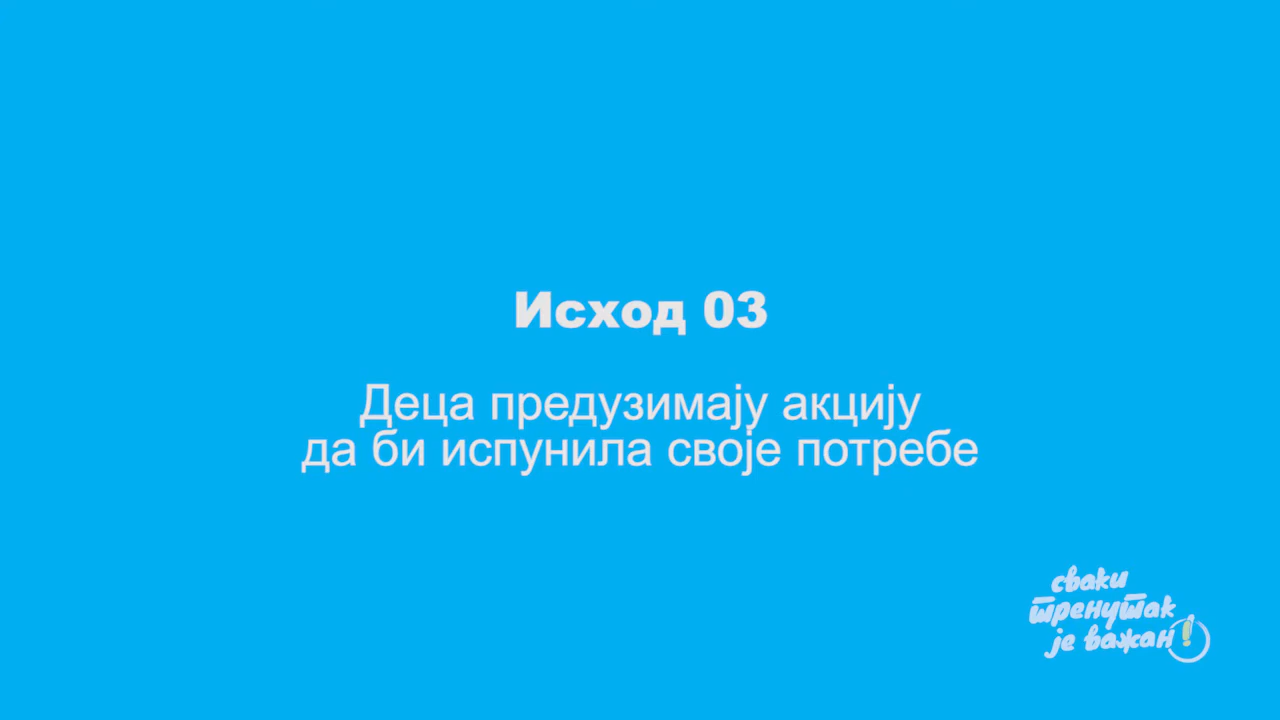 Исход 03
Деца предузимају акцију
да би испунила своје потребе
сваки
тренутак
је важан!